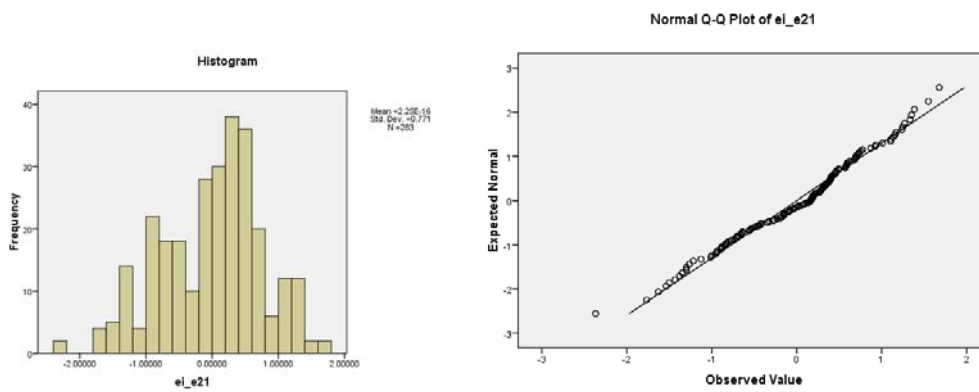 Histogram
Mean =2.25E-16
Std. Dev. =0.771
N =283
40
30
20
10
0
Frequency
-2.00000 -1.00000 0.00000 1.00000 2.00000
ei_e21
Normal Q-Q Plot of ei_e21
3
2
1
0
-1
-2
-3
Expected Normal
-3 -2 -1 0 1 2
Observed Value